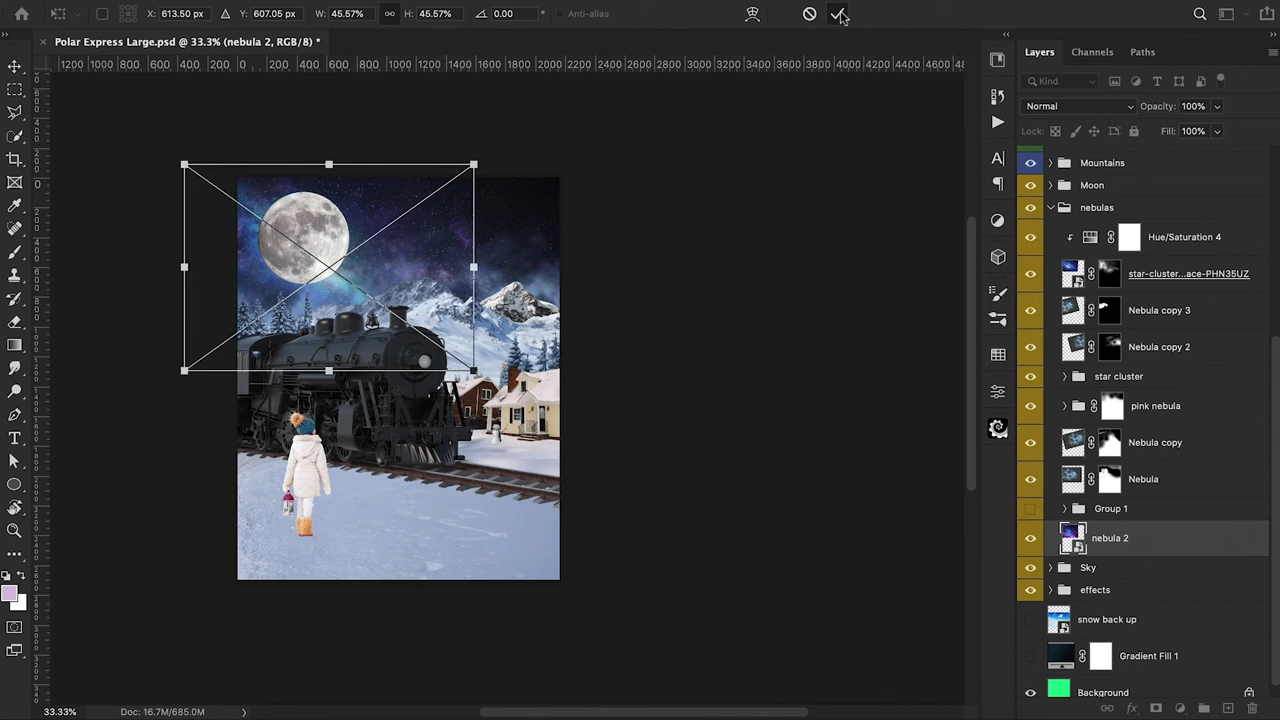 X: 613.50 px Y: 607.05 px W: 45.57% H: 45.57% 0.00 ° Anti-alias
× Polar Express Large.psd @ 33.3% (nebula 2, RGB/8) *
1200 1000 800 600 400 200 0 200 400 600 800 1000 1200 1400 1600 1800 2000 2200 2400 2600 2800 3000 3200 3400 3600 3800 4000 4200 4400 4600
Layers Channels Paths
Kind
Normal Opacity: 100%
Lock: Fill: 100%
Mountains
Moon
nebulas
Hue/Saturation 4
star-cluster...ace-PHN35UZ
Nebula copy 3
Nebula copy 2
star cluster
pink nebula
Nebula copy
Nebula
Group 1
nebula 2
Sky
effects
snow back up
Gradient Fill 1
Background
33.33% Doc: 16.7M/685.0M